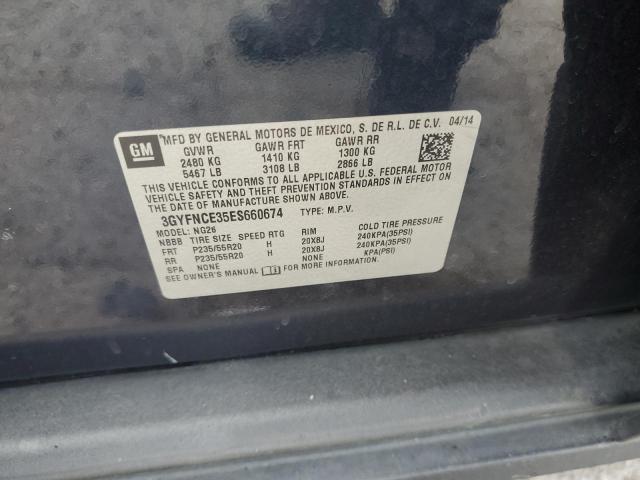 GM MFD BY GENERAL MOTORS DE MEXICO, S. DE R.L. DE C.V. 04/14
GVWR GAWR FRT GAWR RR
2480 KG 1410 KG 1300 KG
5467 LB 3108 LB 2866 LB
THIS VEHICLE CONFORMS TO ALL APPLICABLE U.S. FEDERAL MOTOR
VEHICLE SAFETY AND THEFT PREVENTION STANDARDS IN EFFECT ON
THE DATE OF MANUFACTURE SHOWN ABOVE.
3GYFNCE35ES660674 TYPE: M.P.V.
MODEL: NG26
NBBB TIRE SIZE SPEED RTG RIM COLD TIRE PRESSURE
FRT P235/55R20 H 20X8J 240KPA(35PSI)
RR P235/55R20 H 20X8J 240KPA(35PSI)
SPA NONE NONE KPA(PSI)
SEE OWNER'S MANUAL FOR MORE INFORMATION.